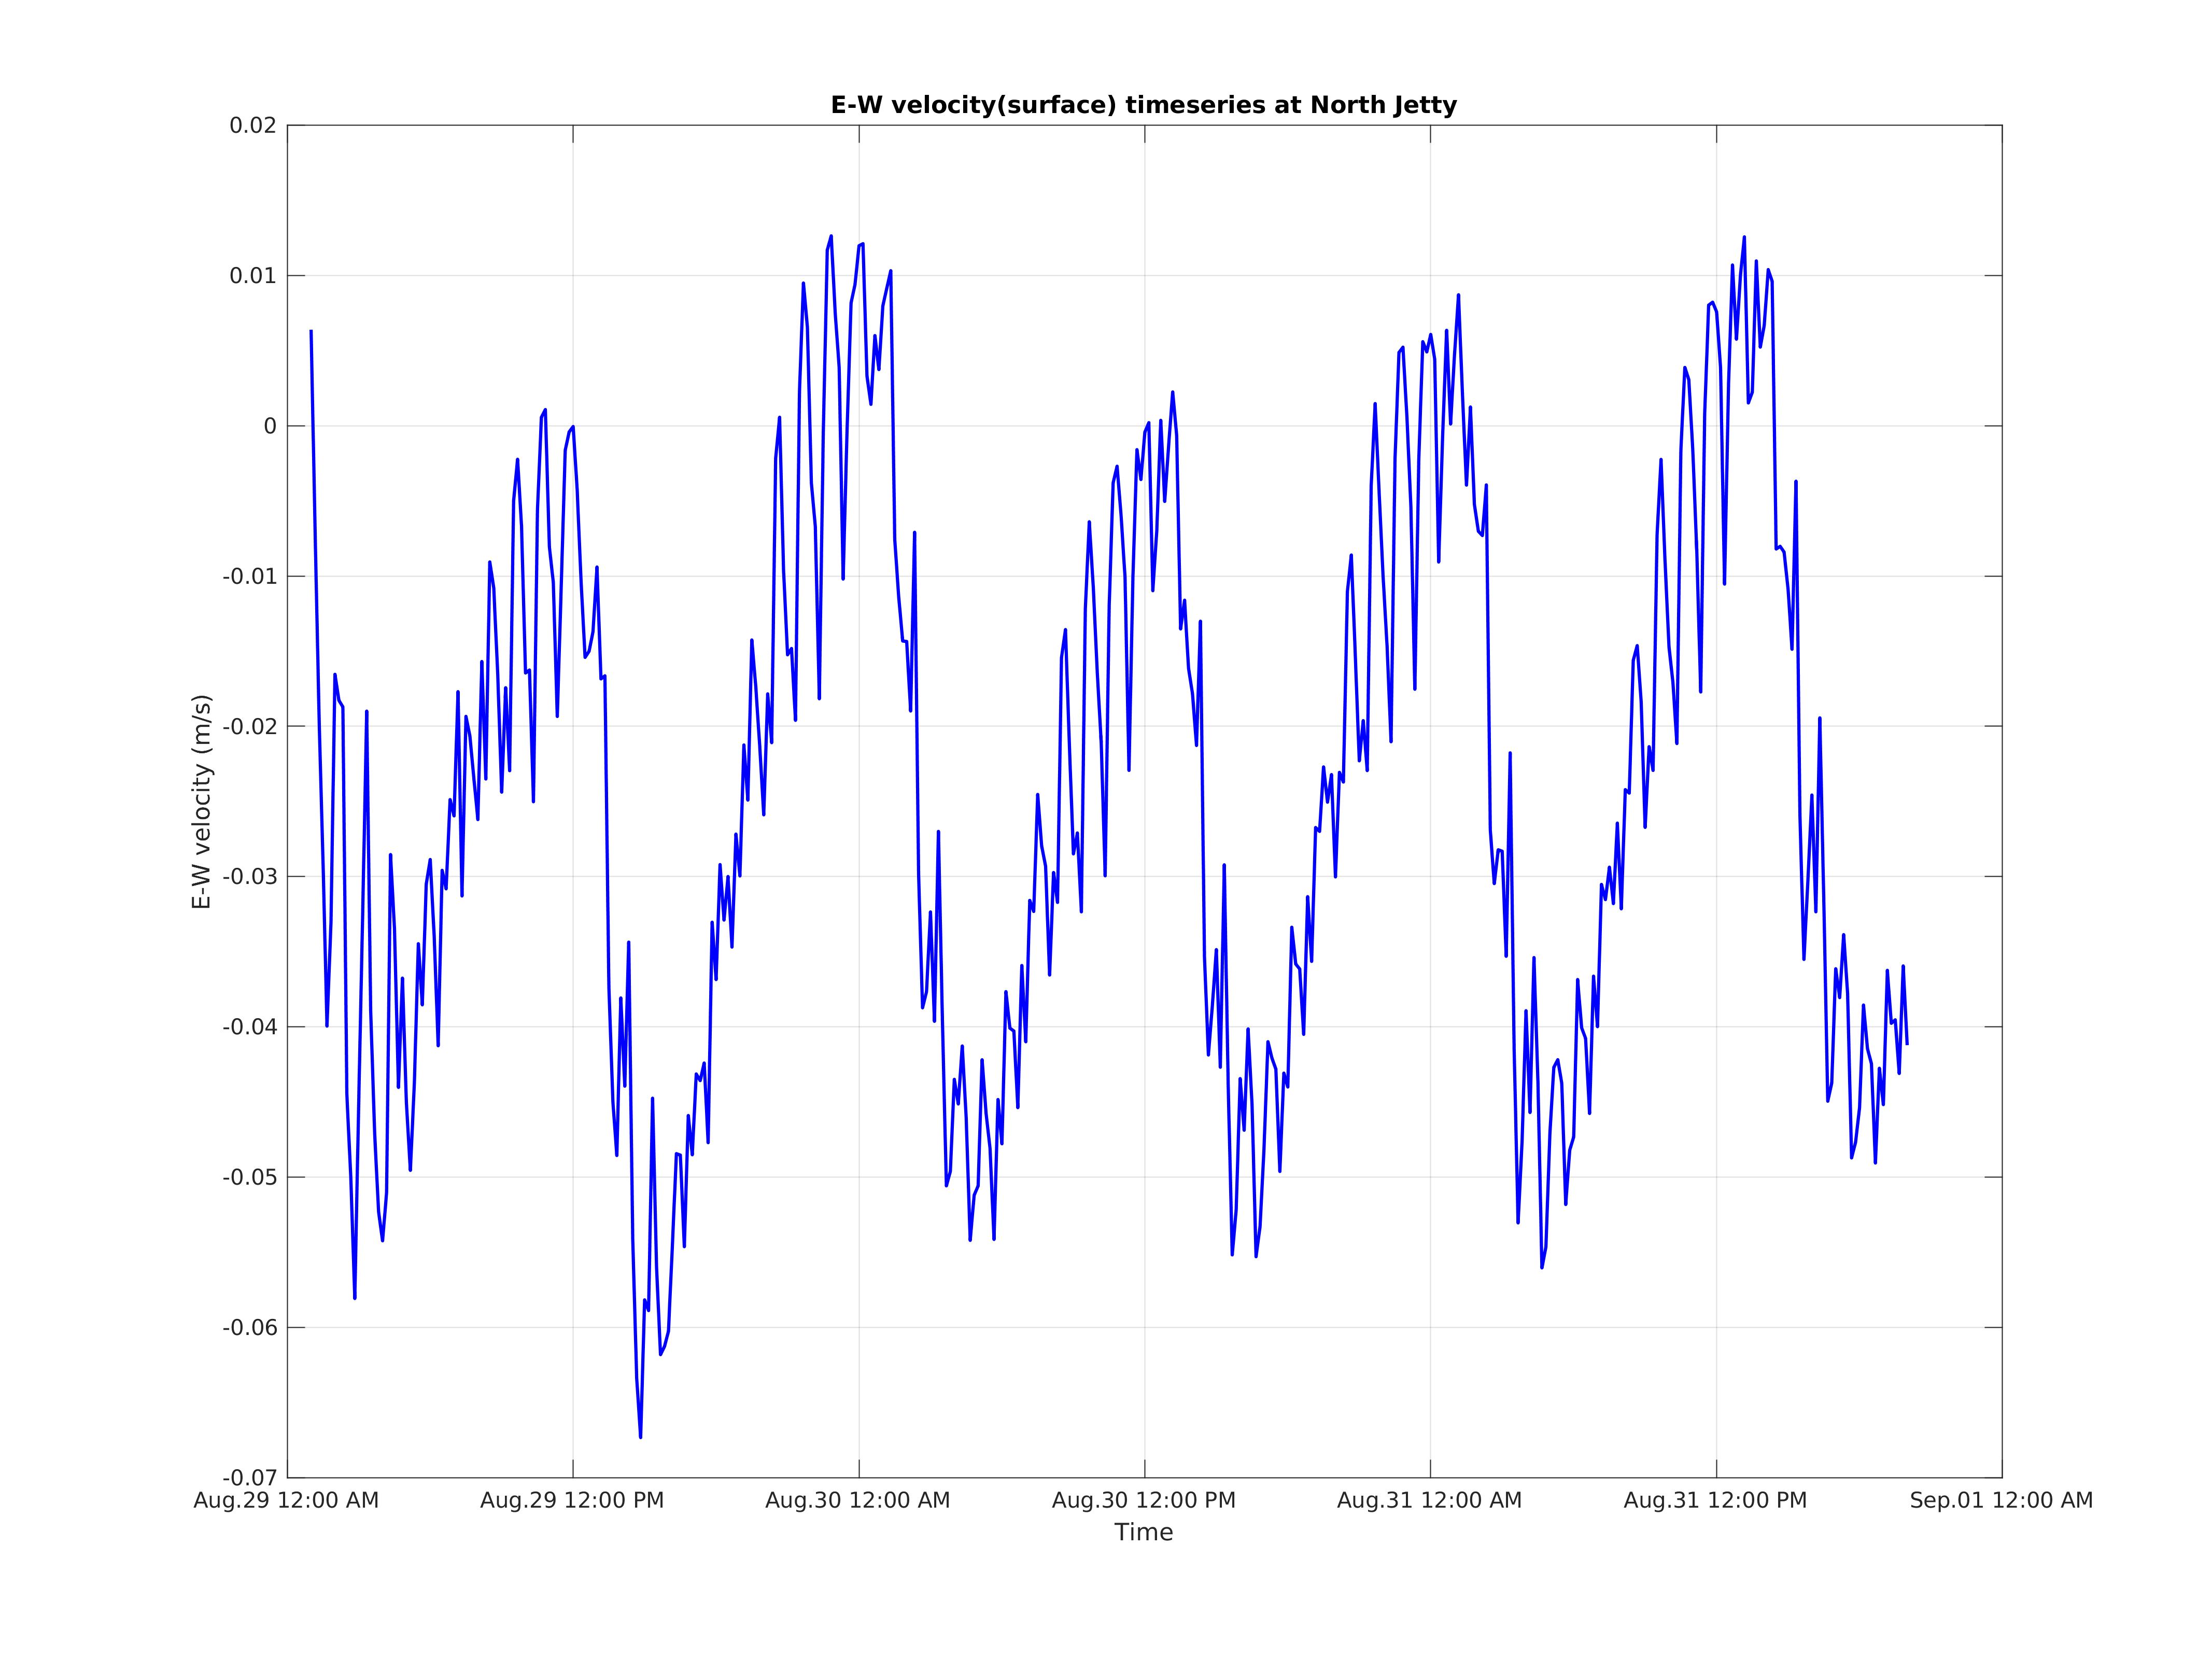 E-W velocity(surface) timeseries at North Jetty
0.02
0.01
0
-0.01
-0.02
-0.03
-0.04
-0.05
-0.06
-0.07
E-W velocity (m/s)
Aug.29 12:00 AM Aug.29 12:00 PM Aug.30 12:00 AM Aug.30 12:00 PM Aug.31 12:00 AM Aug.31 12:00 PM Sep.01 12:00 AM
Time